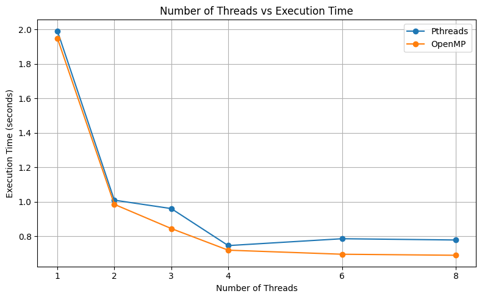 Number of Threads vs Execution Time
Pthreads
OpenMP
Execution Time (seconds)
2.0
1.8
1.6
1.4
1.2
1.0
0.8
1 2 3 4 6 8
Number of Threads